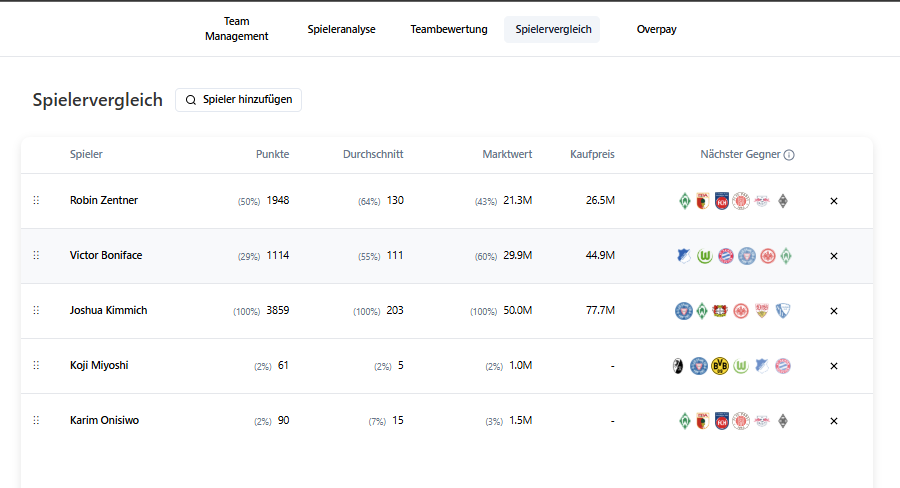 Team
Management
Spieleranalyse
Teambewertung
Spielervergleich
Overpay
Spielervergleich
Spieler hinzufügen
Spieler Punkte Durchschnitt Marktwert Kaufpreis Nächster Gegner
Robin Zentner (50%) 1948 (64%) 130 (43%) 21.3M 26.5M
Victor Boniface (29%) 1114 (55%) 111 (60%) 29.9M 44.9M
Joshua Kimmich (100%) 3859 (100%) 203 (100%) 50.0M 77.7M
Koji Miyoshi (2%) 61 (2%) 5 (2%) 1.0M -
Karim Onisiwo (2%) 90 (7%) 15 (3%) 1.5M -